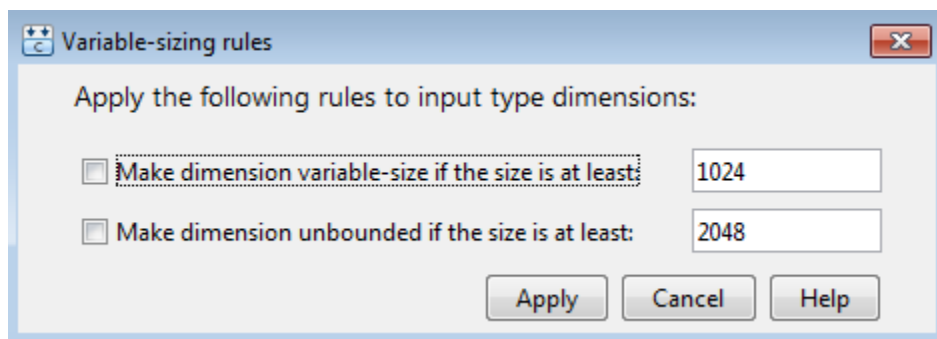 C Variable-sizing rules
Apply the following rules to input type dimensions:
Make dimension variable-size if the size is at least: 1024
Make dimension unbounded if the size is at least: 2048
Apply Cancel Help